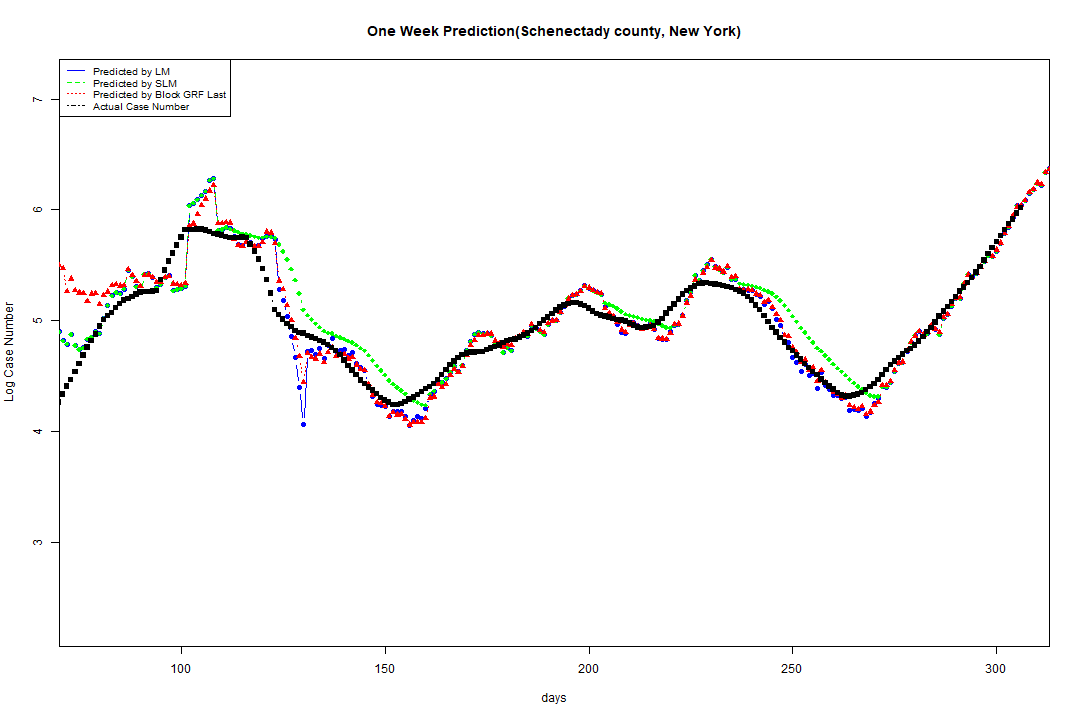 One Week Prediction(Schenectady county, New York)
Predicted by LM
Predicted by SLM
Predicted by Block GRF Last
Actual Case Number
7
6
5
4
3
Log Case Number
100 150 200 250 300
days